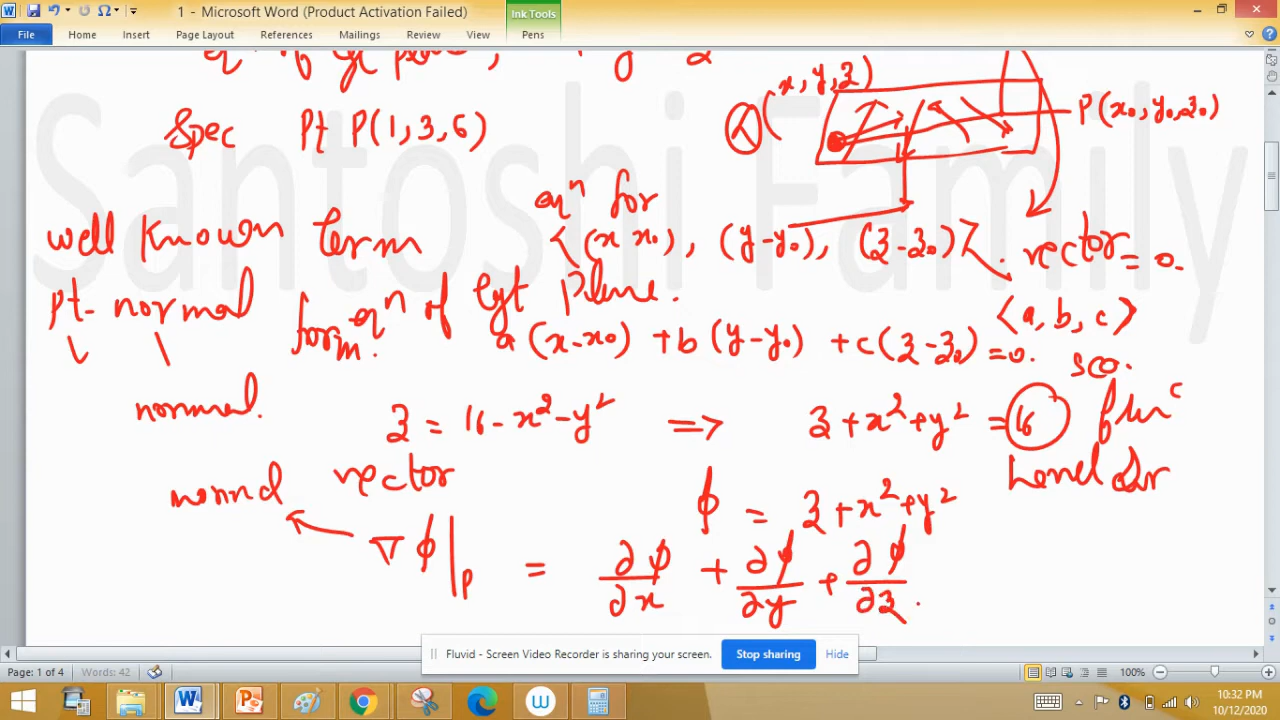 1 - Microsoft Word (Product Activation Failed)
Ink Tools
File Home Insert Page Layout References Mailings Review View Pens
Santoshi Family
(x, y, z)
Spec Pt P(1, 3, 6)
P(x₀, y₀, z₀)
eqⁿ for
well known term
<(x x₀), (y-y₀), (z-z₀)> . vector = 0.
Pt- normal form eqⁿ of Plane.
<a, b, c>
a (x-x₀) + b (y-y₀) + c (z-z₀) = 0.
normal.
z = 16 - x² - y² => z + x² + y² = 16 funᶜ
vector
φ = z + x² + y²
∇φ|p = ∂φ/∂x + ∂φ/∂y + ∂φ/∂z .
Fluvid - Screen Video Recorder is sharing your screen. Stop sharing Hide
Page: 1 of 4 Words: 42 100%
10:32 PM
10/12/2020